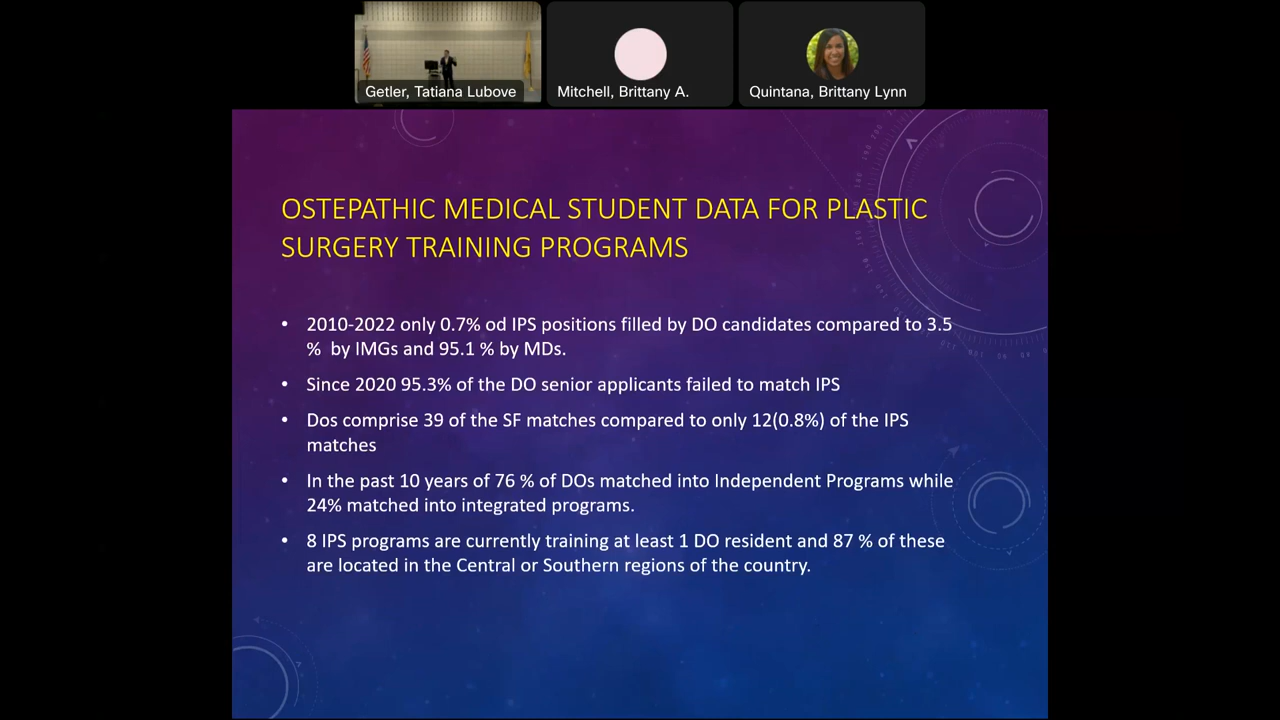 Getler, Tatiana Lubove
Mitchell, Brittany A.
Quintana, Brittany Lynn
OSTEPATHIC MEDICAL STUDENT DATA FOR PLASTIC
SURGERY TRAINING PROGRAMS
• 2010-2022 only 0.7% od IPS positions filled by DO candidates compared to 3.5
% by IMGs and 95.1 % by MDs.
• Since 2020 95.3% of the DO senior applicants failed to match IPS
• Dos comprise 39 of the SF matches compared to only 12(0.8%) of the IPS
matches
• In the past 10 years of 76 % of DOs matched into Independent Programs while
24% matched into integrated programs.
• 8 IPS programs are currently training at least 1 DO resident and 87 % of these
are located in the Central or Southern regions of the country.